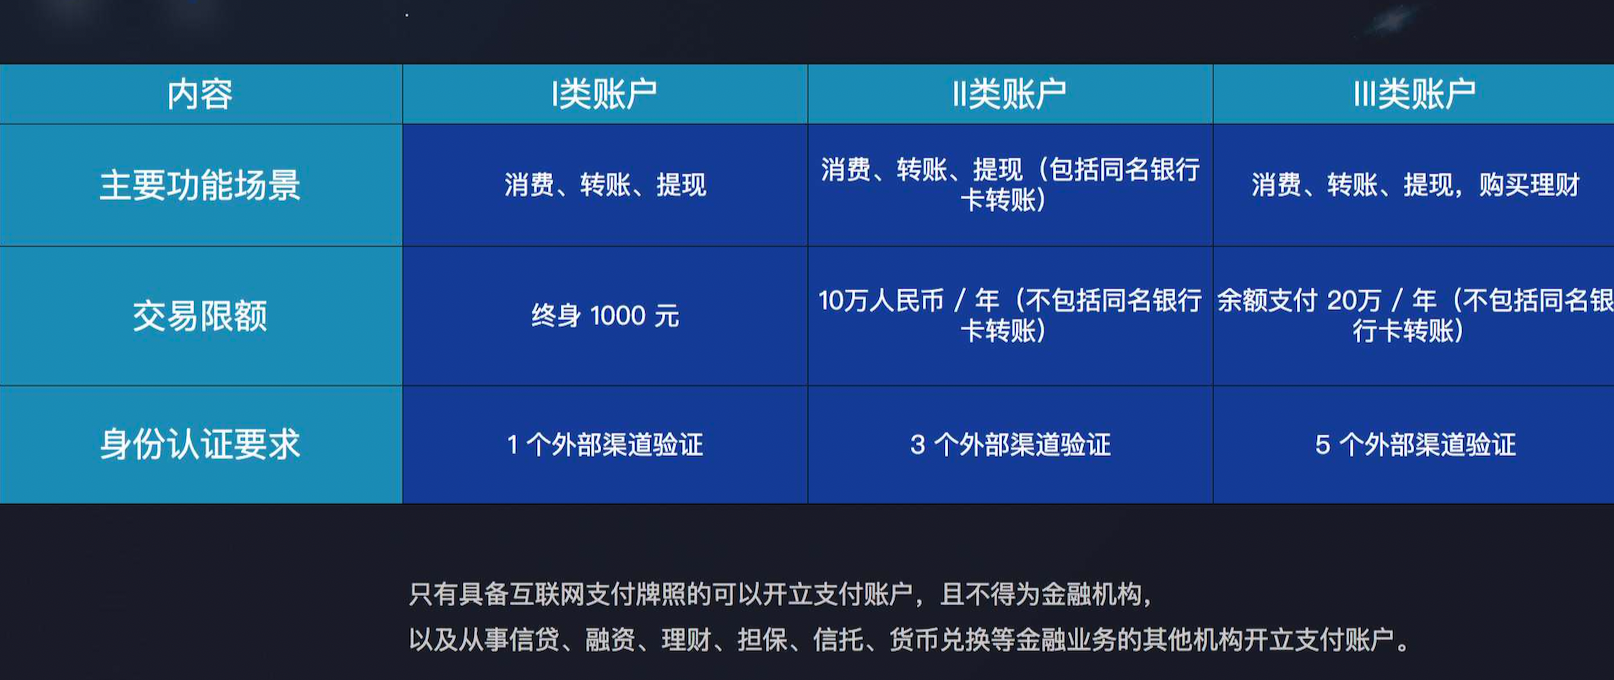 内容
I类账户
II类账户
III类账户
主要功能场景
消费、转账、提现
消费、转账、提现（包括同名银行
卡转账）
消费、转账、提现，购买理财
交易限额
终身 1000 元
10万人民币 / 年（不包括同名银行
卡转账）
余额支付 20万 / 年（不包括同名银
行卡转账）
身份认证要求
1 个外部渠道验证
3 个外部渠道验证
5 个外部渠道验证
只有具备互联网支付牌照的可以开立支付账户，且不得为金融机构，
以及从事信贷、融资、理财、担保、信托、货币兑换等金融业务的其他机构开立支付账户。